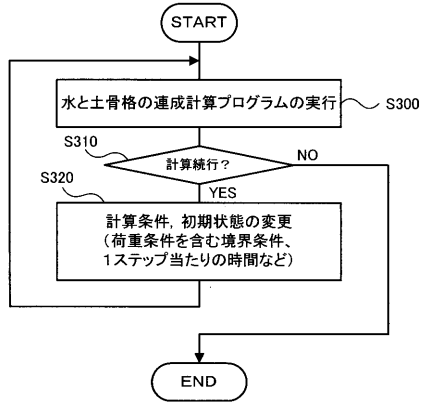 START
水と土骨格の連成計算プログラムの実行
S300
S310
計算続行？
NO
YES
S320
計算条件，初期状態の変更
（荷重条件を含む境界条件、
１ステップ当たりの時間など）
END